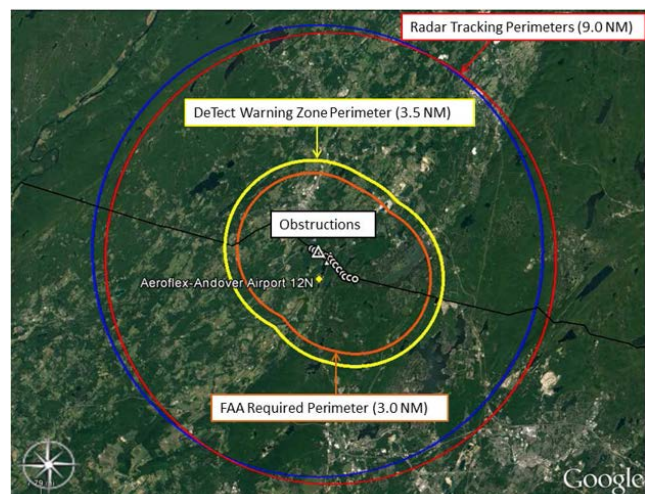 Radar Tracking Perimeters (9.0 NM)
DeTect Warning Zone Perimeter (3.5 NM)
Obstructions
Aeroflex-Andover Airport 12N
FAA Required Perimeter (3.0 NM)
Google